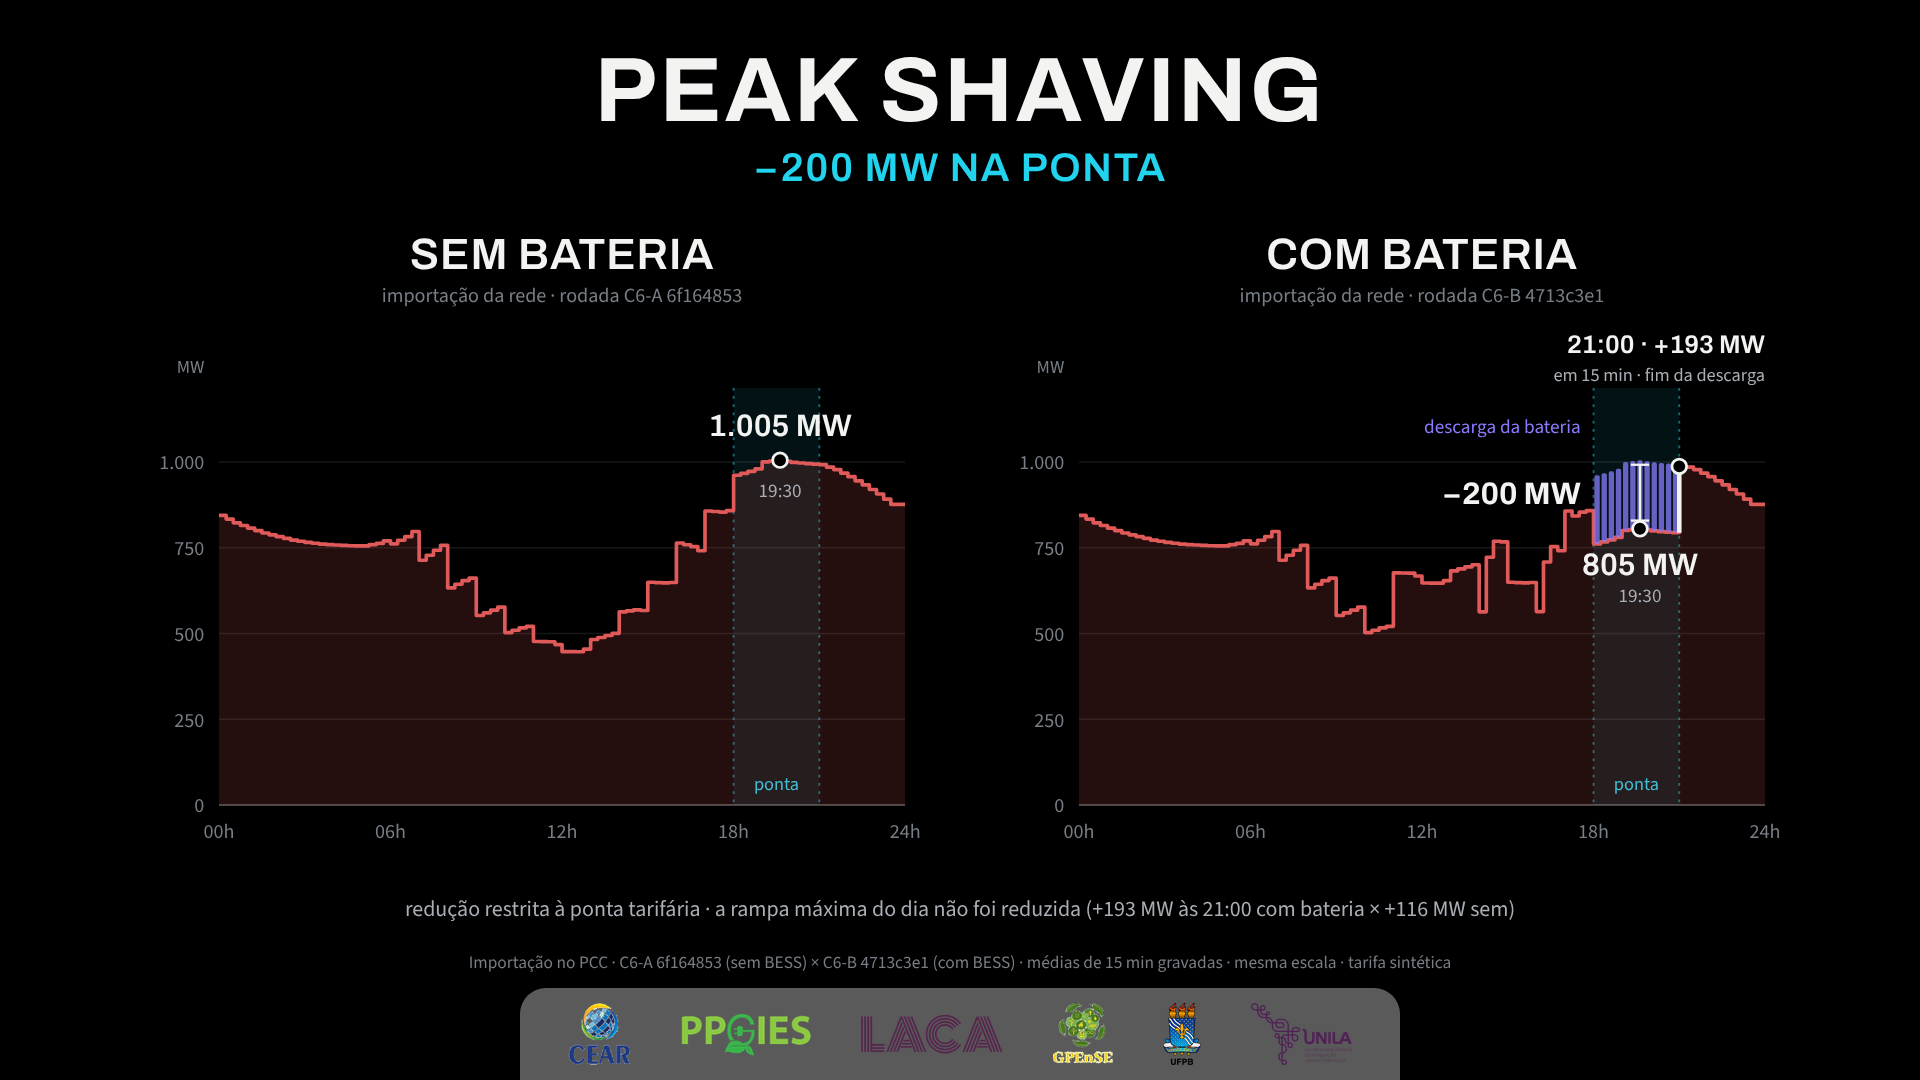 PEAK SHAVING
−200 MW NA PONTA
SEM BATERIA
importação da rede · rodada C6-A 6f164853
MW
1.005 MW
19:30
1.000
750
500
250
0
ponta
00h 06h 12h 18h 24h
COM BATERIA
importação da rede · rodada C6-B 4713c3e1
21:00 · +193 MW
em 15 min · fim da descarga
MW
descarga da bateria
−200 MW
805 MW
19:30
1.000
750
500
250
0
ponta
00h 06h 12h 18h 24h
redução restrita à ponta tarifária · a rampa máxima do dia não foi reduzida (+193 MW às 21:00 com bateria × +116 MW sem)
Importação no PCC · C6-A 6f164853 (sem BESS) × C6-B 4713c3e1 (com BESS) · médias de 15 min gravadas · mesma escala · tarifa sintética
CEAR
PPGIES
LACA
GPEnSE
UFPB
UNILA